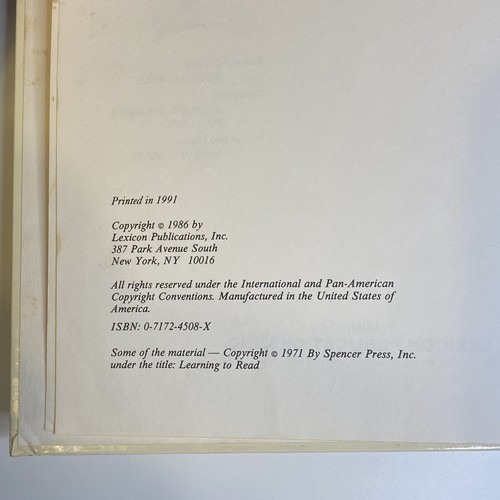 Printed in 1991
Copyright © 1986 by
Lexicon Publications, Inc.
387 Park Avenue South
New York, NY 10016
All rights reserved under the International and Pan-American
Copyright Conventions. Manufactured in the United States of
America.
ISBN: 0-7172-4508-X
Some of the material — Copyright © 1971 By Spencer Press, Inc.
under the title: Learning to Read